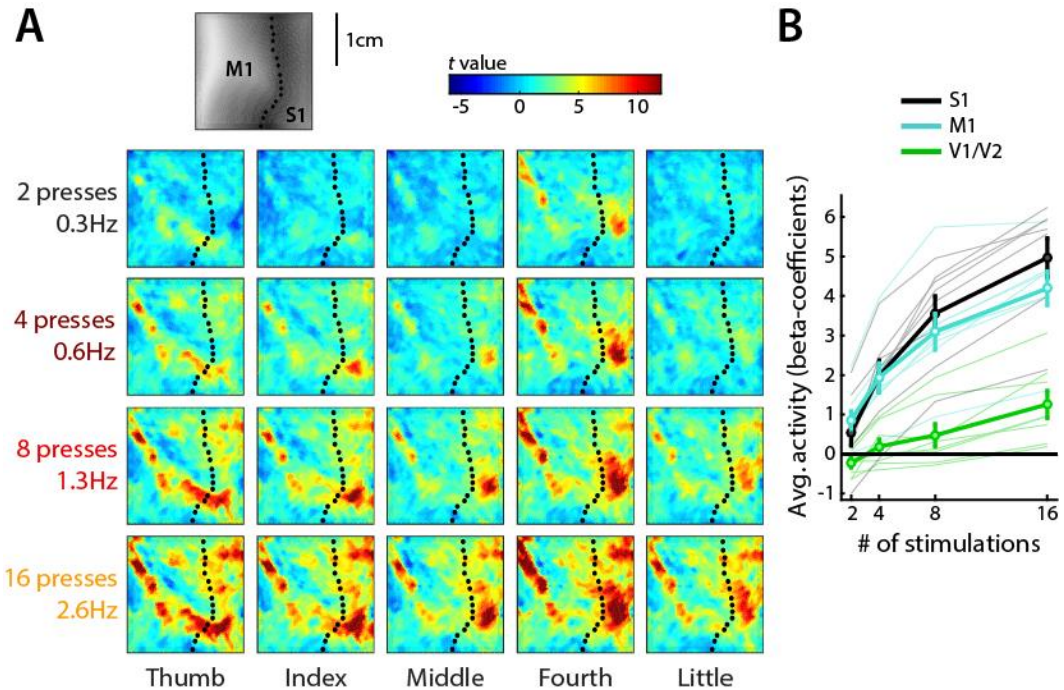 A
M1
S1
1cm
t value
-5 0 5 10
2 presses
0.3Hz
4 presses
0.6Hz
8 presses
1.3Hz
16 presses
2.6Hz
Thumb Index Middle Fourth Little
B
S1
M1
V1/V2
Avg. activity (beta-coefficients)
6
5
4
3
2
1
0
-1
2 4 8 16
# of stimulations